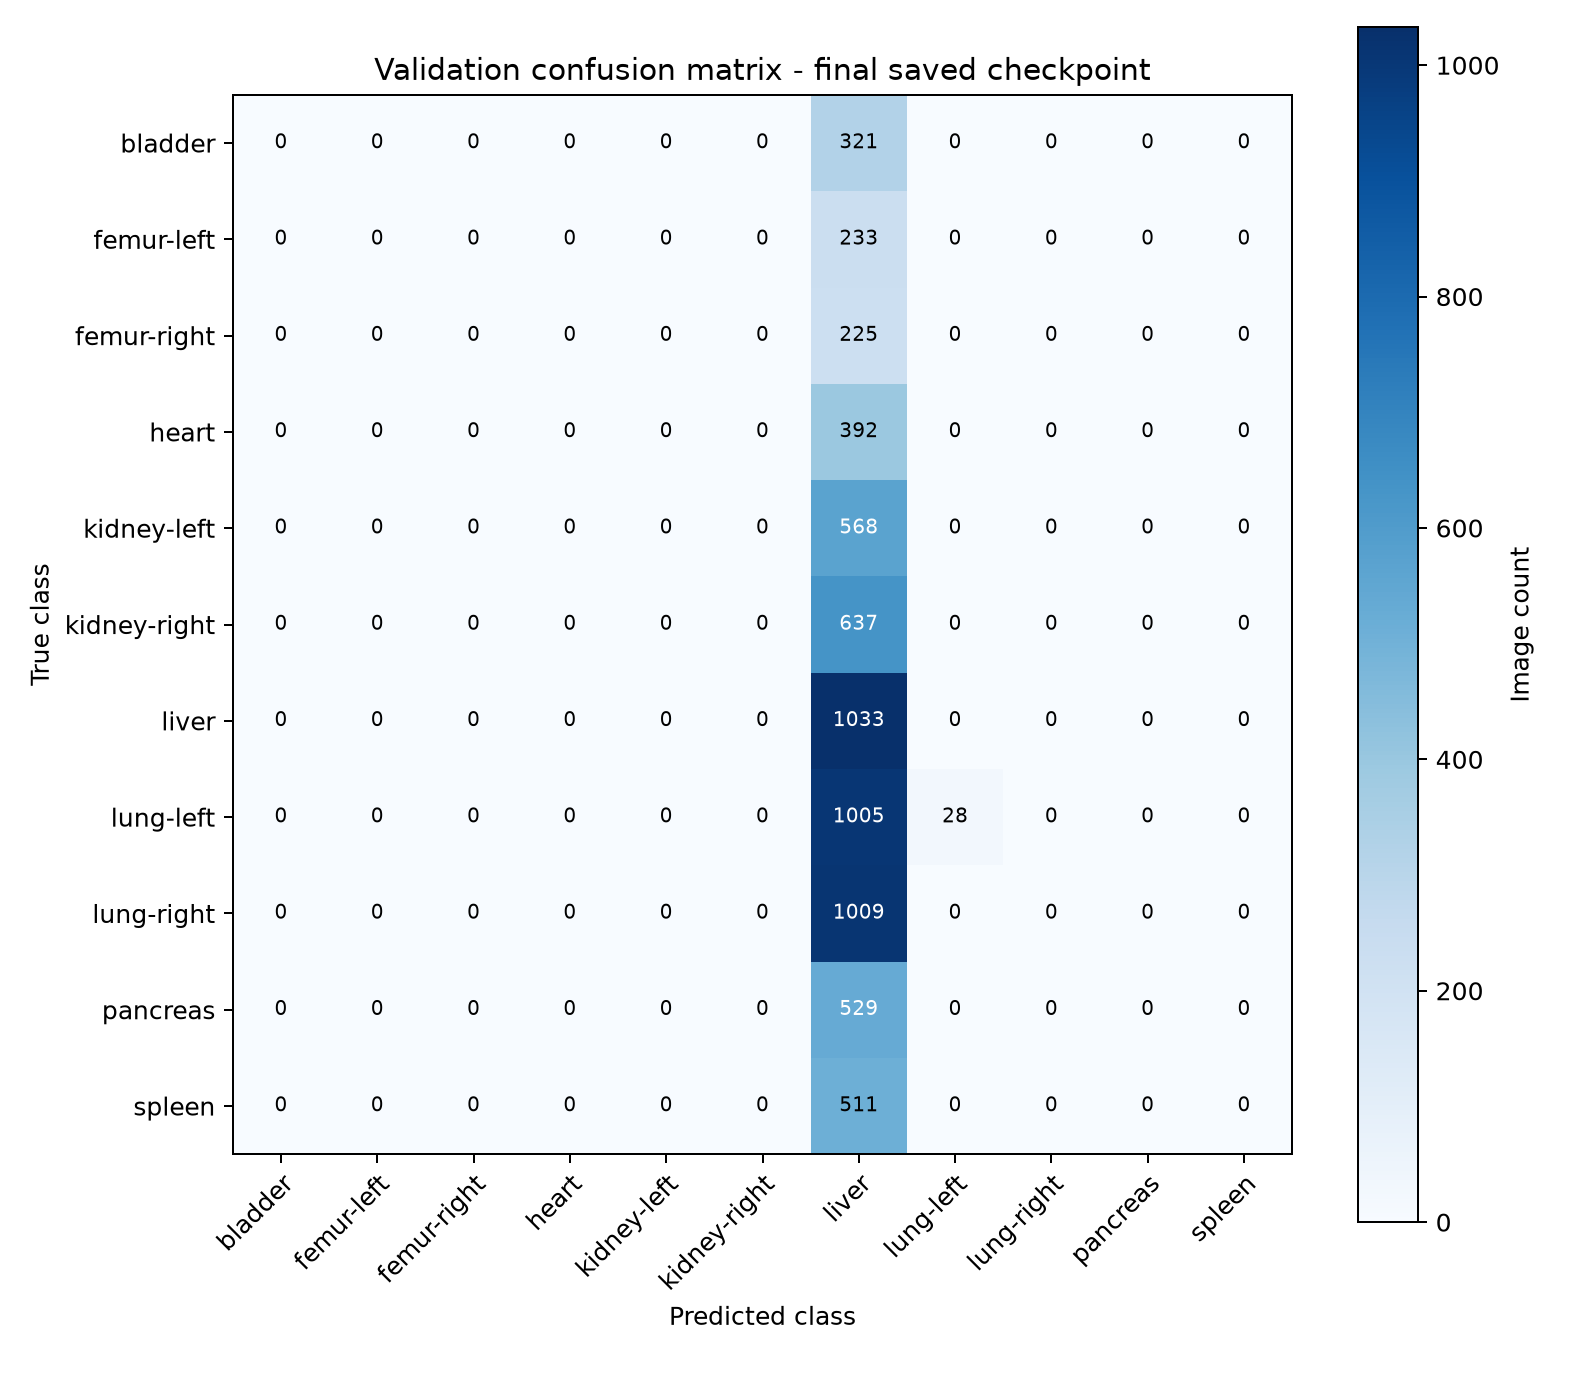 Validation confusion matrix - final saved checkpoint
bladder 0 0 0 0 0 0 321 0 0 0 0
femur-left 0 0 0 0 0 0 233 0 0 0 0
femur-right 0 0 0 0 0 0 225 0 0 0 0
heart 0 0 0 0 0 0 392 0 0 0 0
kidney-left 0 0 0 0 0 0 568 0 0 0 0
kidney-right 0 0 0 0 0 0 637 0 0 0 0
liver 0 0 0 0 0 0 1033 0 0 0 0
lung-left 0 0 0 0 0 0 1005 28 0 0 0
lung-right 0 0 0 0 0 0 1009 0 0 0 0
pancreas 0 0 0 0 0 0 529 0 0 0 0
spleen 0 0 0 0 0 0 511 0 0 0 0
True class
bladder femur-left femur-right heart kidney-left kidney-right liver lung-left lung-right pancreas spleen
Predicted class
1000
800
600
400
200
0
Image count